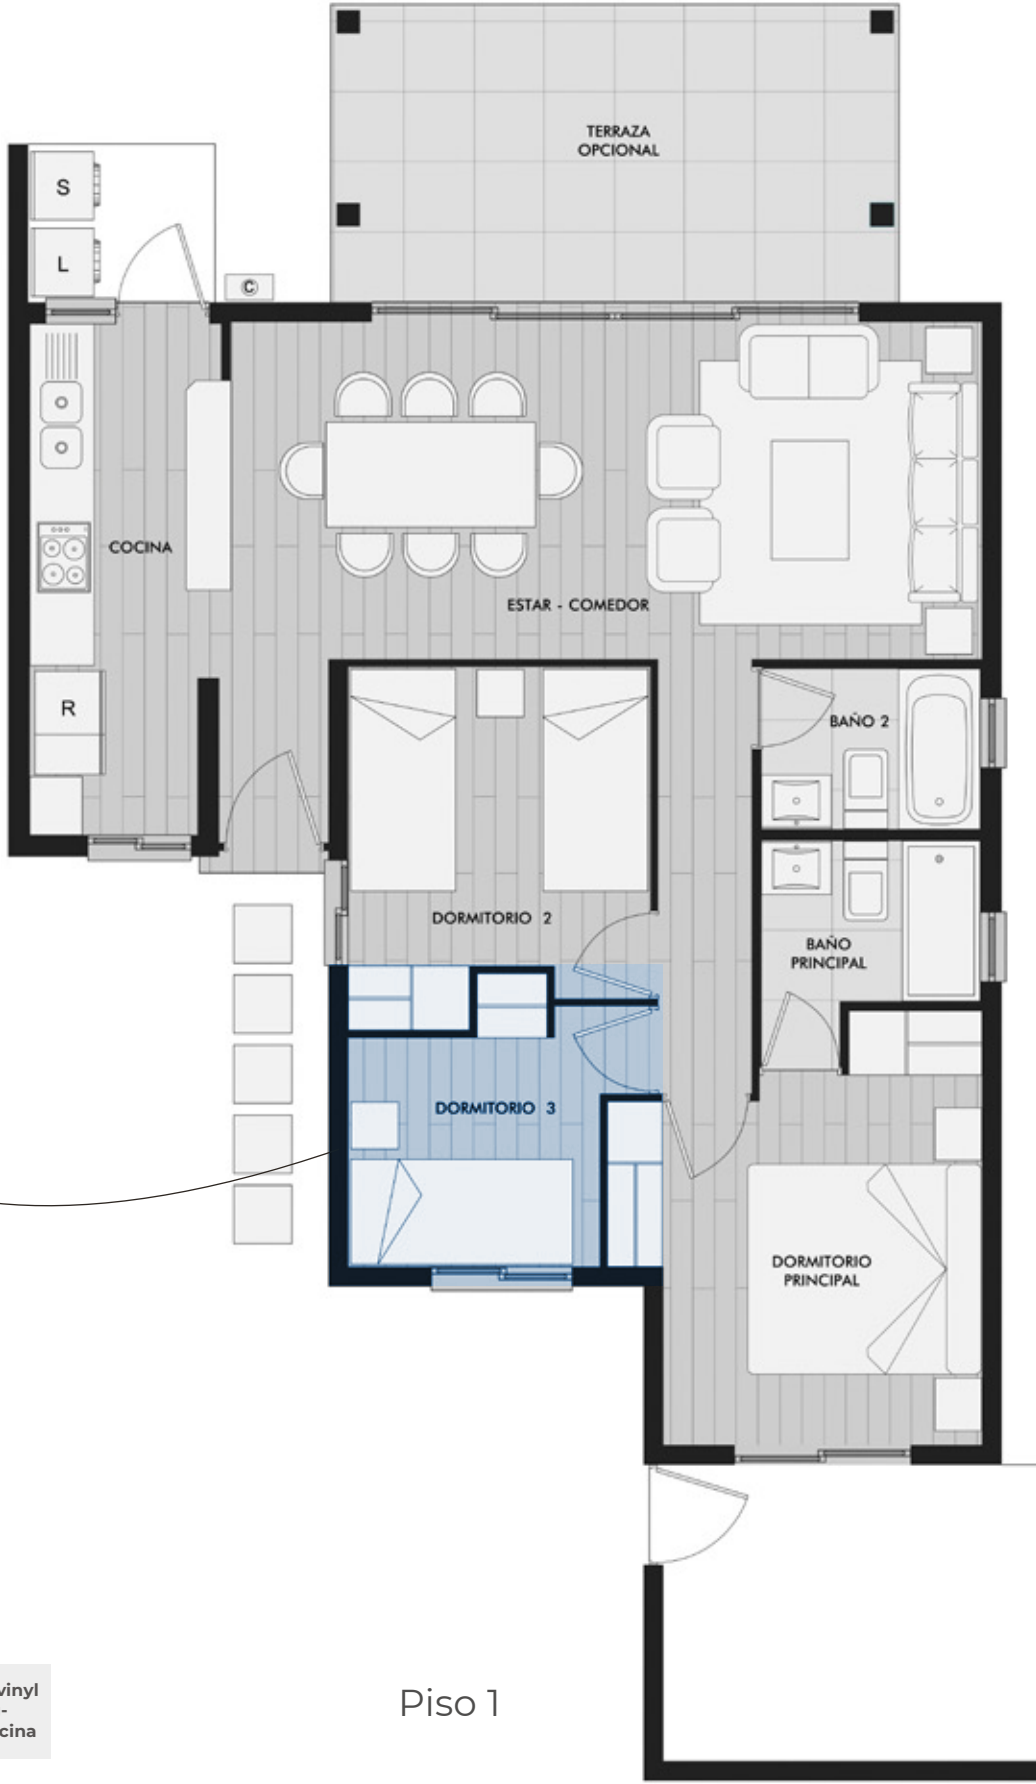 TERRAZA
OPCIONAL
S
L
C
COCINA
ESTAR - COMEDOR
R
BAÑO 2
DORMITORIO 2
BAÑO
PRINCIPAL
DORMITORIO 3
DORMITORIO
PRINCIPAL
vinyl
-
cina
Piso 1